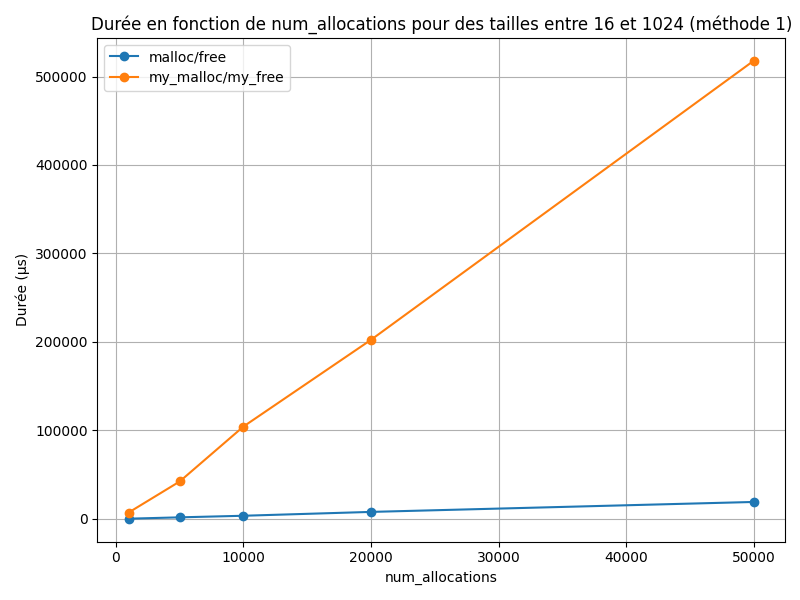 Durée en fonction de num_allocations pour des tailles entre 16 et 1024 (méthode 1)
malloc/free
my_malloc/my_free
500000
400000
300000
200000
100000
0
Durée (µs)
0 10000 20000 30000 40000 50000
num_allocations